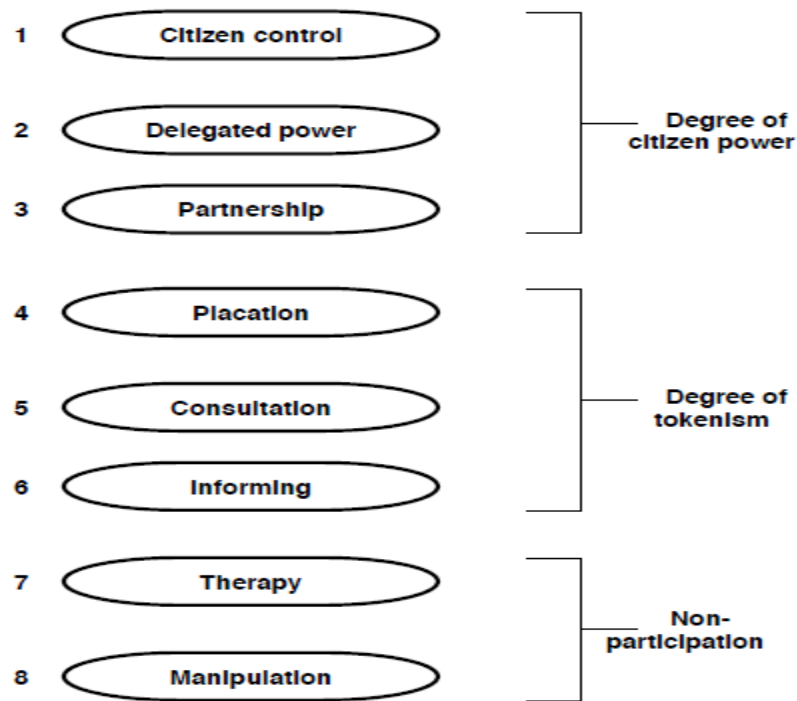 1 Citizen control
2 Delegated power
3 Partnership
Degree of
citizen power
4 Placation
5 Consultation
6 Informing
Degree of
tokenism
7 Therapy
8 Manipulation
Non-
participation